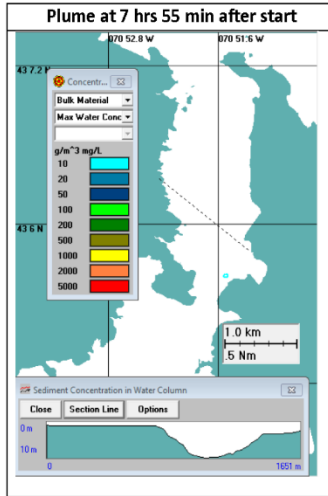 Plume at 7 hrs 55 min after start
070 52.8 W
070 51.6 W
43 7.2 N
Concentr...
Bulk Material
Max Water Conc
g/m^3 mg/L
10
20
50
100
200
500
1000
2000
5000
43 6 N
1.0 km
.5 Nm
Sediment Concentration in Water Column
Close Section Line Options
0 m
10 m
0 1651 m